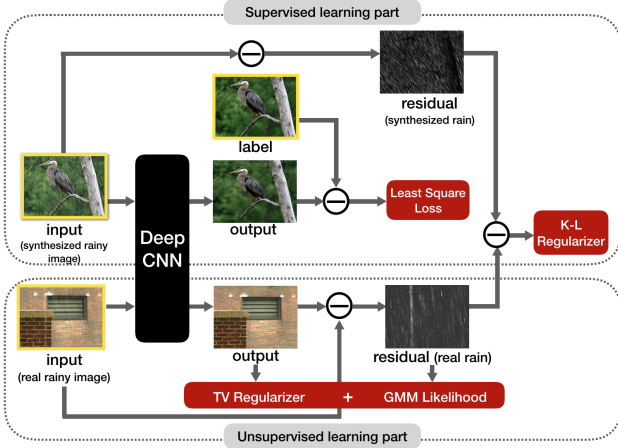 Supervised learning part
residual
(synthesized rain)
label
Least Square
Loss
input
(synthesized rainy
image)
Deep
CNN
output
K-L
Regularizer
input
(real rainy image)
output
residual (real rain)
TV Regularizer + GMM Likelihood
Unsupervised learning part